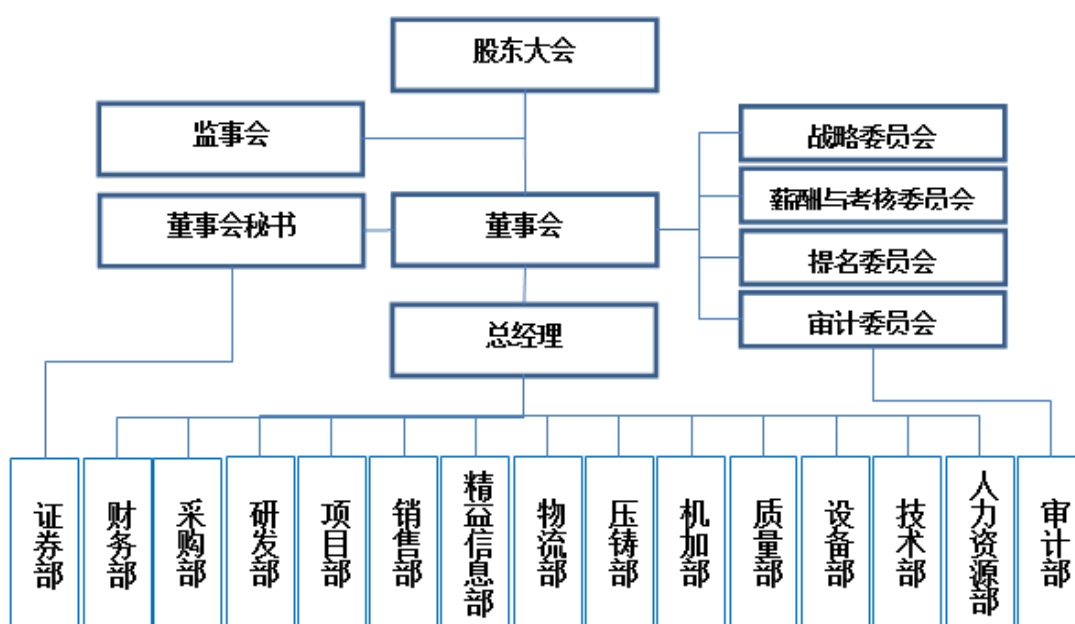 股东大会
监事会
战略委员会
薪酬与考核委员会
董事会秘书
董事会
提名委员会
总经理
审计委员会
证券部
财务部
采购部
研发部
项目部
销售部
精益信息部
物流部
压铸部
机加部
质量部
设备部
技术部
人力资源部
审计部